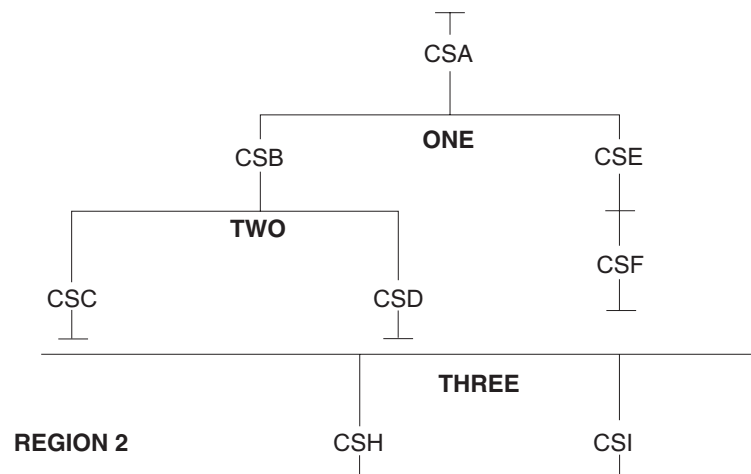 CSA
ONE
CSB
CSE
TWO
CSF
CSC
CSD
THREE
REGION 2
CSH
CSI